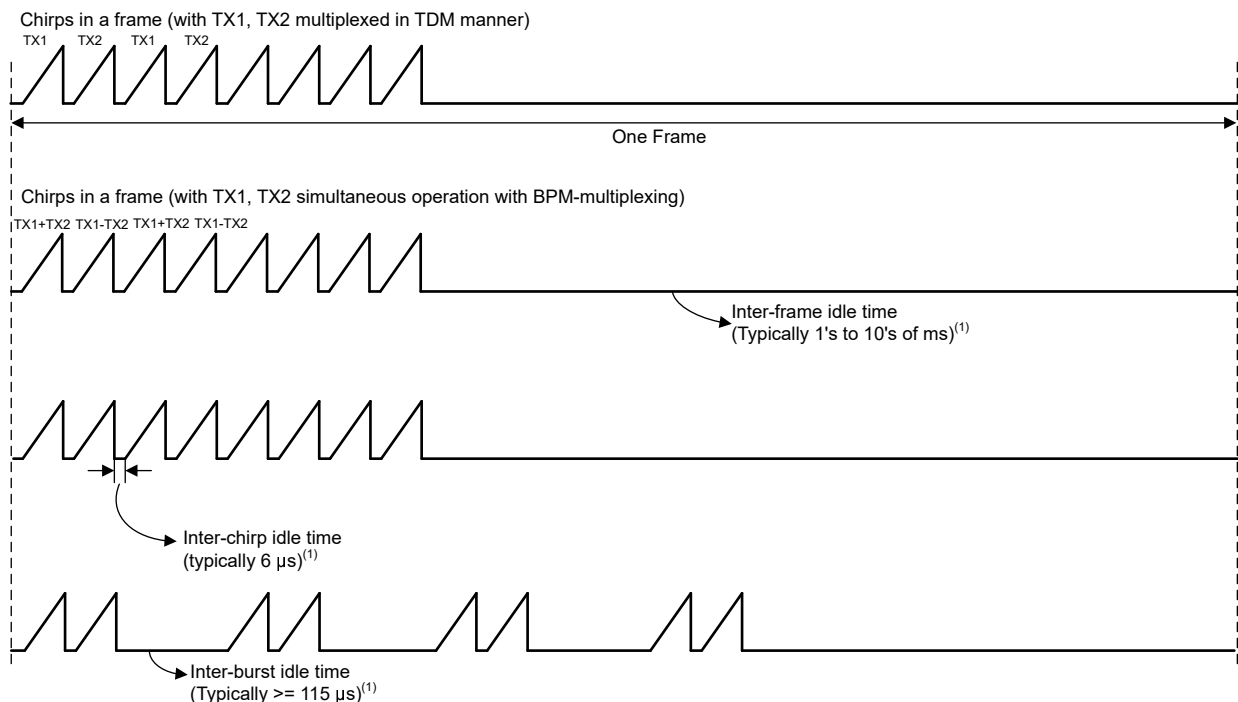 Chirps in a frame (with TX1, TX2 multiplexed in TDM manner)
TX1 TX2 TX1 TX2
One Frame
Chirps in a frame (with TX1, TX2 simultaneous operation with BPM-multiplexing)
TX1+TX2 TX1-TX2 TX1+TX2 TX1-TX2
Inter-frame idle time
(Typically 1's to 10's of ms)(1)
Inter-chirp idle time
(typically 6 µs)(1)
Inter-burst idle time
(Typically >= 115 µs)(1)